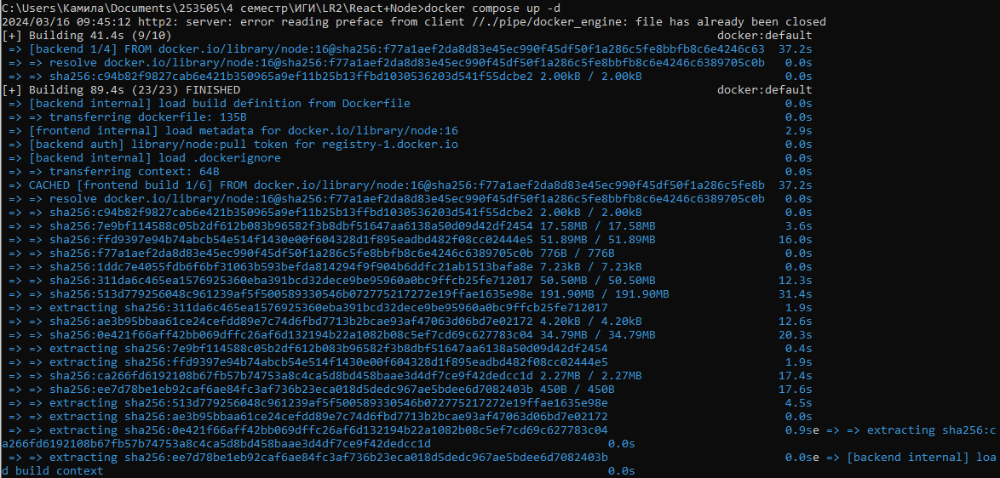 C:\Users\Камила\Documents\253505\4 семестр\ИГИ\LR2\React+Node>docker compose up -d
2024/03/16 09:45:12 http2: server: error reading preface from client //./pipe/docker_engine: file has already been closed
[+] Building 41.4s (9/10) docker:default
=> [backend 1/4] FROM docker.io/library/node:16@sha256:f77a1aef2da8d83e45ec990f45df50f1a286c5fe8bbfb8c6e4246c63 37.2s
=> => resolve docker.io/library/node:16@sha256:f77a1aef2da8d83e45ec990f45df50f1a286c5fe8bbfb8c6e4246c6389705c0b 0.0s
=> => sha256:c94b82f9827cab6e421b350965a9ef11b25b13ffbd1030536203d541f55dcbe2 2.00kB / 2.00kB 0.0s
[+] Building 89.4s (23/23) FINISHED docker:default
=> [backend internal] load build definition from Dockerfile 0.0s
=> => transferring dockerfile: 135B 0.0s
=> [frontend internal] load metadata for docker.io/library/node:16 2.9s
=> [backend auth] library/node:pull token for registry-1.docker.io 0.0s
=> [backend internal] load .dockerignore 0.0s
=> => transferring context: 64B 0.0s
=> CACHED [frontend build 1/6] FROM docker.io/library/node:16@sha256:f77a1aef2da8d83e45ec990f45df50f1a286c5fe8b 37.2s
=> => resolve docker.io/library/node:16@sha256:f77a1aef2da8d83e45ec990f45df50f1a286c5fe8bbfb8c6e4246c6389705c0b 0.0s
=> => sha256:c94b82f9827cab6e421b350965a9ef11b25b13ffbd1030536203d541f55dcbe2 2.00kB / 2.00kB 0.0s
=> => sha256:7e9bf114588c05b2df612b083b96582f3b8dbf51647aa6138a50d09d42df2454 17.58MB / 17.58MB 3.6s
=> => sha256:ffd9397e94b74abcb54e514f1430e00f604328d1f895eadbd482f08cc02444e5 51.89MB / 51.89MB 16.0s
=> => sha256:f77a1aef2da8d83e45ec990f45df50f1a286c5fe8bbfb8c6e4246c6389705c0b 776B / 776B 0.0s
=> => sha256:1ddc7e4055fdb6f6bf31063b593befda814294f9f904b6ddfc21ab1513bafa8e 7.23kB / 7.23kB 0.0s
=> => sha256:311da6c465ea1576925360eba391bcd32dece9be95960a0bc9ffcb25fe712017 50.50MB / 50.50MB 12.3s
=> => sha256:513d779256048c961239af5f500589330546b072775217272e19ffae1635e98e 191.90MB / 191.90MB 31.4s
=> => extracting sha256:311da6c465ea1576925360eba391bcd32dece9be95960a0bc9ffcb25fe712017 1.9s
=> => sha256:ae3b95bbaa61ce24cefdd89e7c74d6fbd7713b2bcae93af47063d06bd7e02172 4.20kB / 4.20kB 12.6s
=> => sha256:0e421f66aff42bb069dffc26af6d132194b22a1082b08c5ef7cd69c627783c04 34.79MB / 34.79MB 20.3s
=> => extracting sha256:7e9bf114588c05b2df612b083b96582f3b8dbf51647aa6138a50d09d42df2454 0.4s
=> => extracting sha256:ffd9397e94b74abcb54e514f1430e00f604328d1f895eadbd482f08cc02444e5 1.9s
=> => sha256:ca266fd6192108b67fb57b74753a8c4ca5d8bd458baae3d4df7ce9f42dedcc1d 2.27MB / 2.27MB 17.4s
=> => sha256:ee7d78be1eb92caf6ae84fc3af736b23eca018d5dedc967ae5bdee6d7082403b 450B / 450B 17.6s
=> => extracting sha256:513d779256048c961239af5f500589330546b072775217272e19ffae1635e98e 4.5s
=> => extracting sha256:ae3b95bbaa61ce24cefdd89e7c74d6fbd7713b2bcae93af47063d06bd7e02172 0.0s
=> => extracting sha256:0e421f66aff42bb069dffc26af6d132194b22a1082b08c5ef7cd69c627783c04 0.9se => => extracting sha256:c
a266fd6192108b67fb57b74753a8c4ca5d8bd458baae3d4df7ce9f42dedcc1d 0.0s
=> => extracting sha256:ee7d78be1eb92caf6ae84fc3af736b23eca018d5dedc967ae5bdee6d7082403b 0.0se => [backend internal] loa
d build context 0.0s